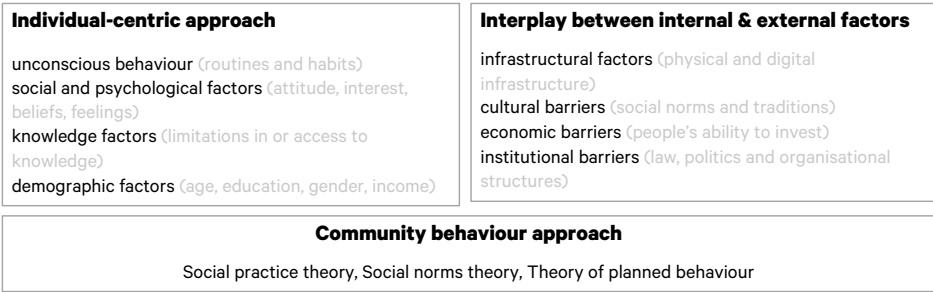 Individual-centric approach
unconscious behaviour (routines and habits)
social and psychological factors (attitude, interest,
beliefs, feelings)
knowledge factors (limitations in or access to
knowledge)
demographic factors (age, education, gender, income)
Interplay between internal & external factors
infrastructural factors (physical and digital
infrastructure)
cultural barriers (social norms and traditions)
economic barriers (people's ability to invest)
institutional barriers (law, politics and organisational
structures)
Community behaviour approach
Social practice theory, Social norms theory, Theory of planned behaviour